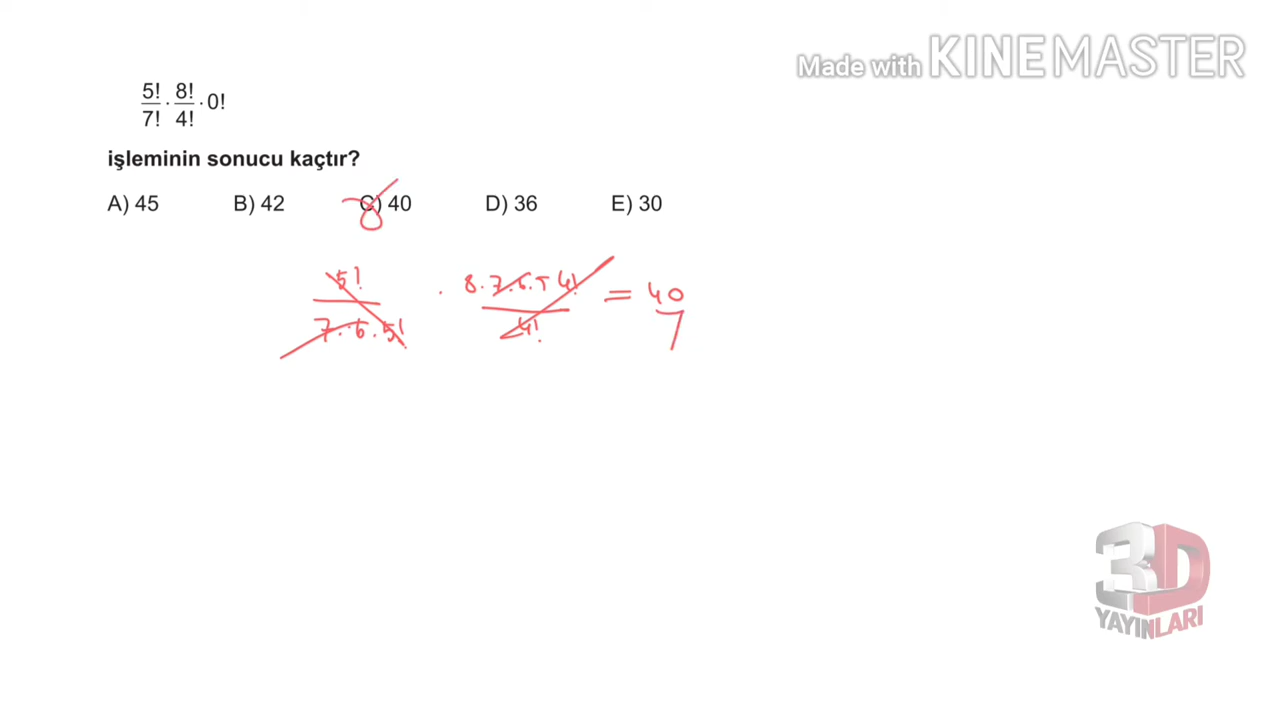 Made with KINEMASTER
5!/7! · 8!/4! · 0!
işleminin sonucu kaçtır?
A) 45 B) 42 C) 40 D) 36 E) 30
5!/7.6.5! . 8.7.6.5 4!/4! = 40
3D
YAYINLARI